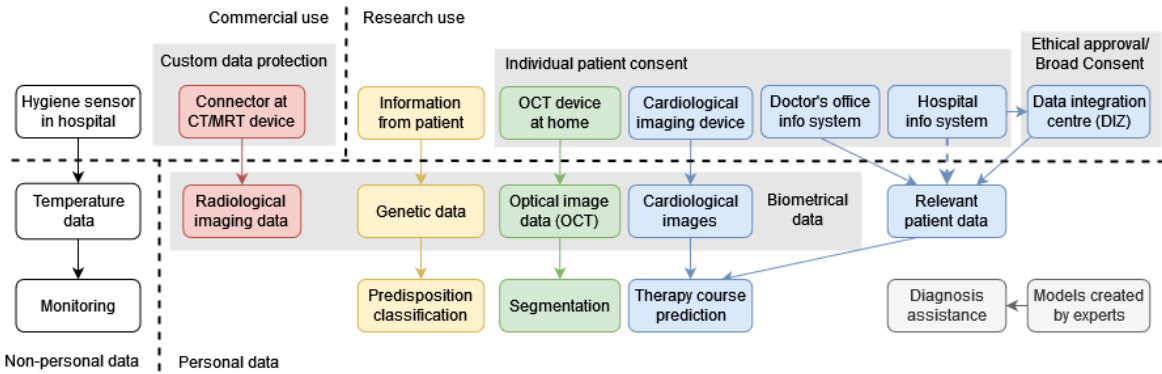 Commercial use
Research use
Custom data protection
Individual patient consent
Ethical approval/
Broad Consent
Hygiene sensor
in hospital
Connector at
CT/MRT device
Information
from patient
OCT device
at home
Cardiological
imaging device
Doctor's office
info system
Hospital
info system
Data integration
centre (DIZ)
Temperature
data
Radiological
imaging data
Genetic data
Optical image
data (OCT)
Cardiological
images
Biometrical
data
Relevant
patient data
Monitoring
Predisposition
classification
Segmentation
Therapy course
prediction
Diagnosis
assistance
Models created
by experts
Non-personal data
Personal data